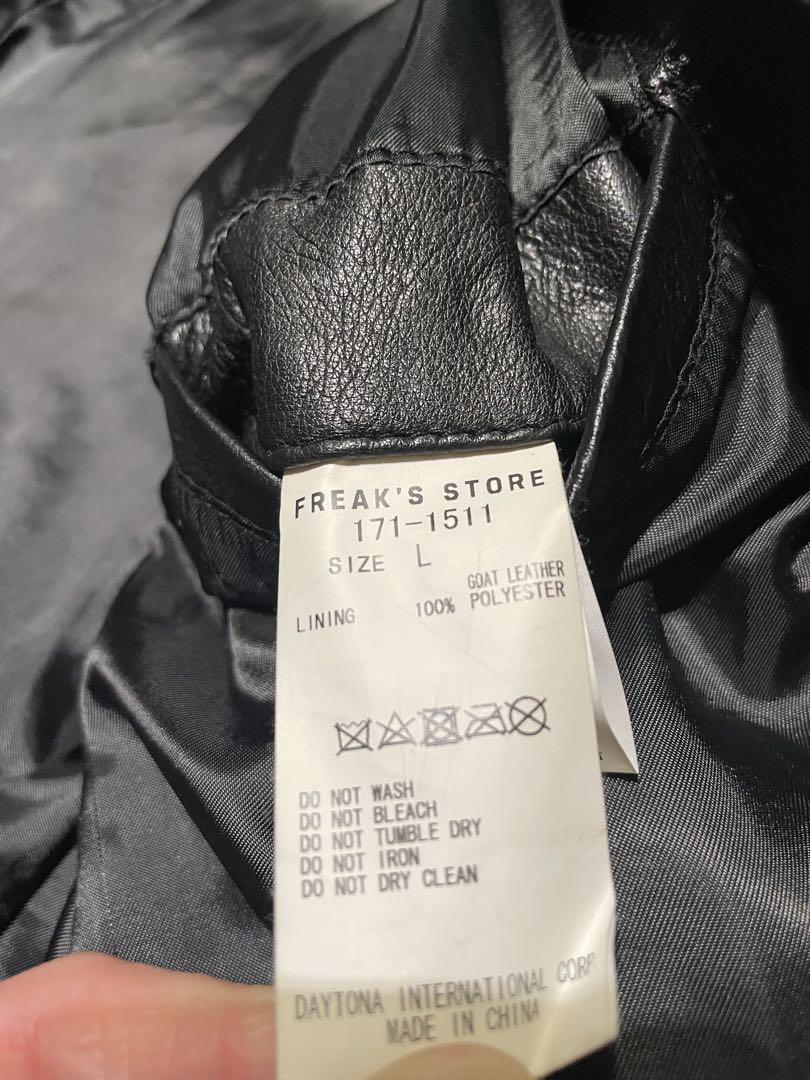 FREAK'S STORE
171-1511
SIZE L
GOAT LEATHER
LINING 100% POLYESTER
DO NOT WASH
DO NOT BLEACH
DO NOT TUMBLE DRY
DO NOT IRON
DO NOT DRY CLEAN
DAYTONA INTERNATIONAL CORP
MADE IN CHINA